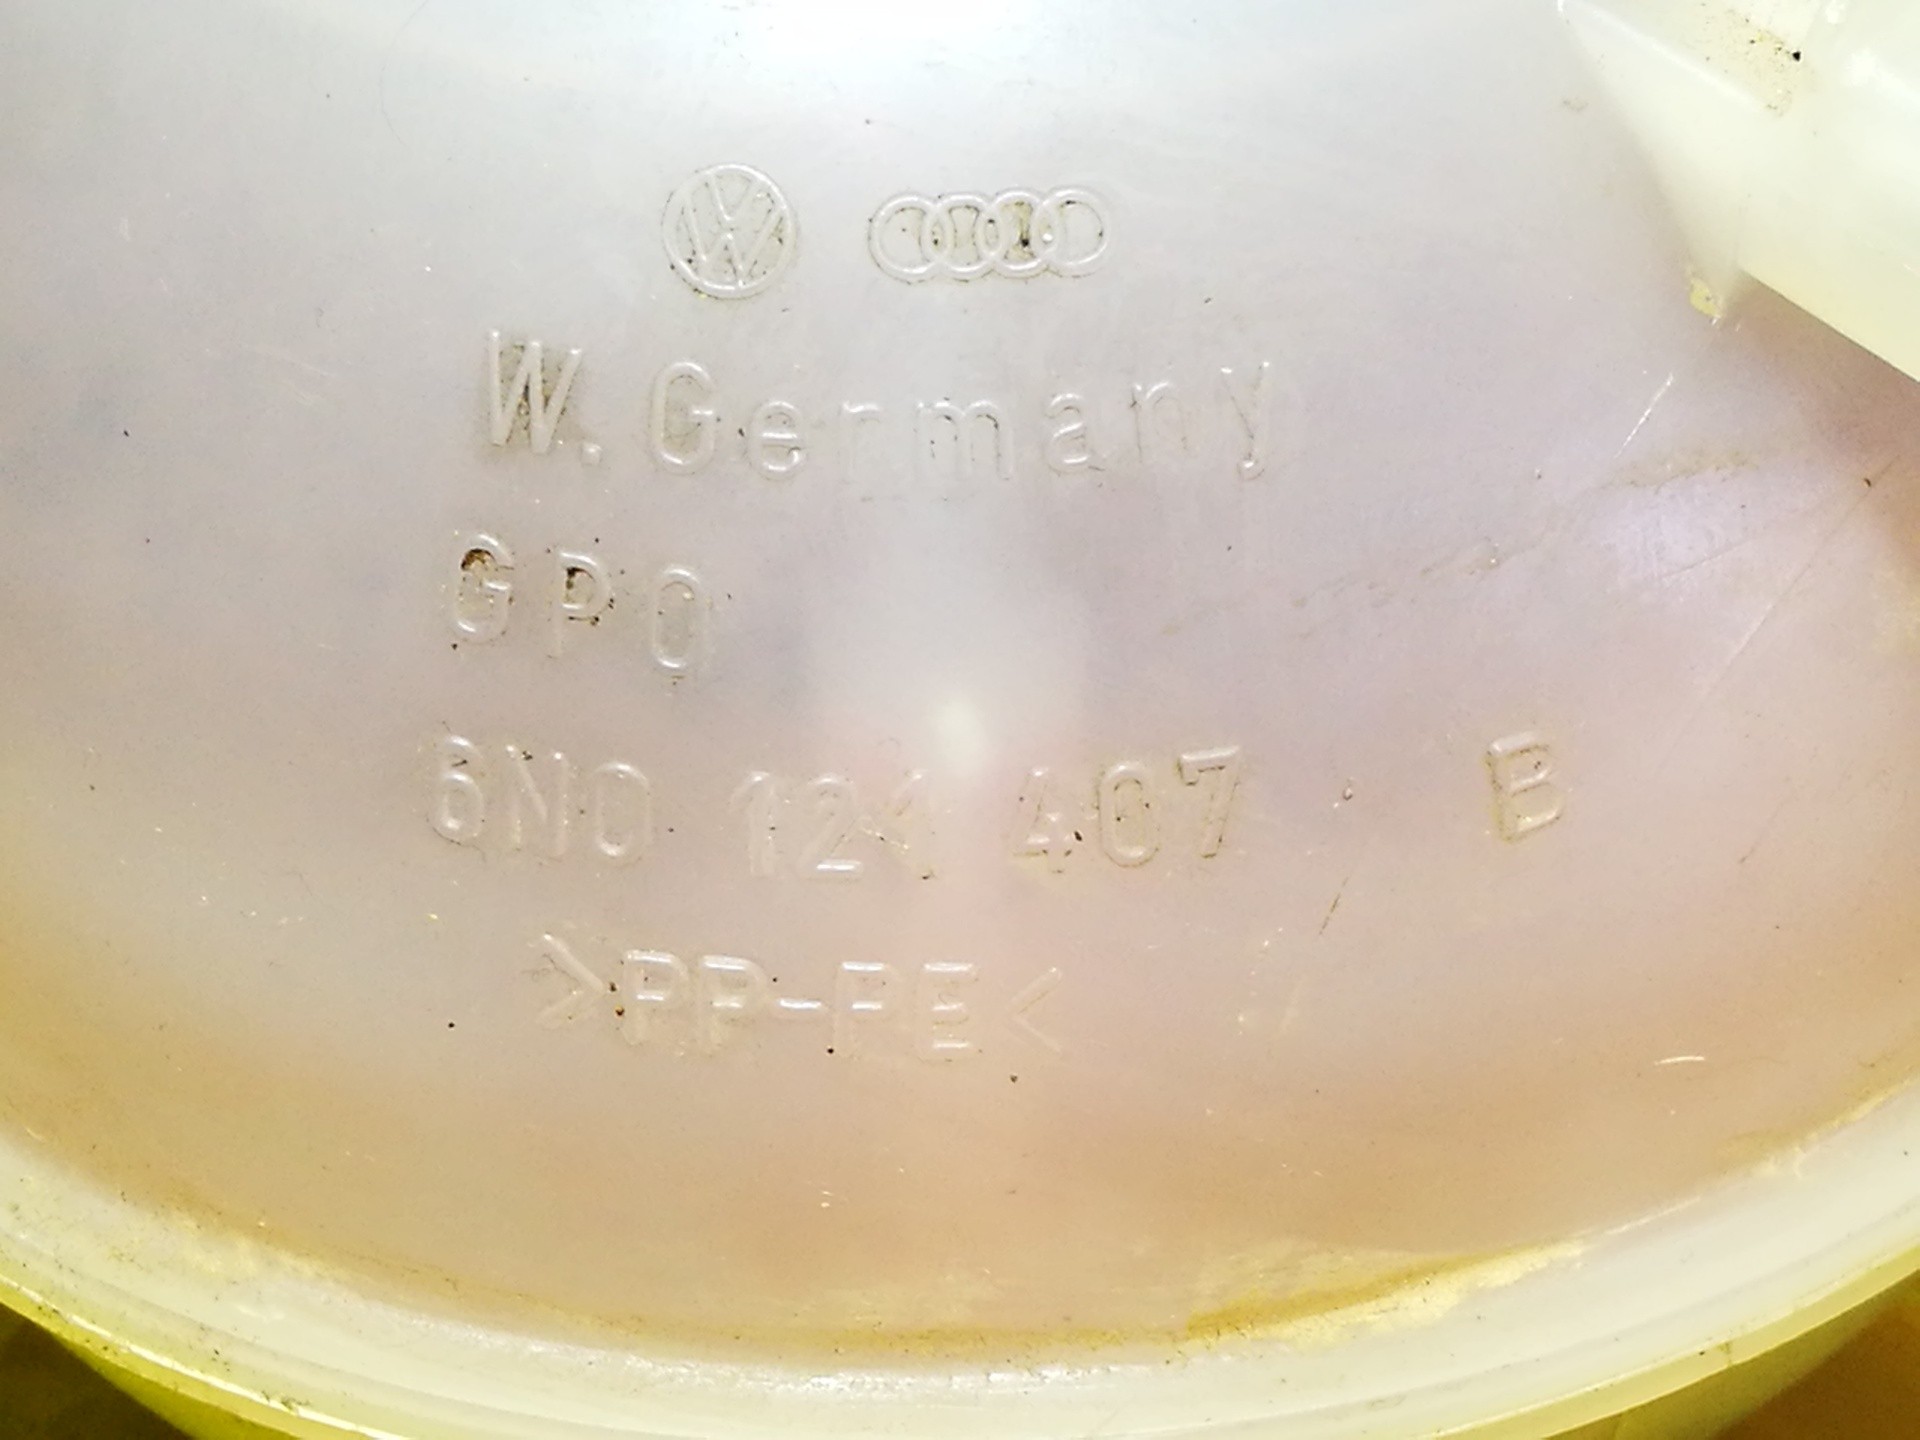 W. Germany
GPO
6N0 121 407 B
>PP-PE<